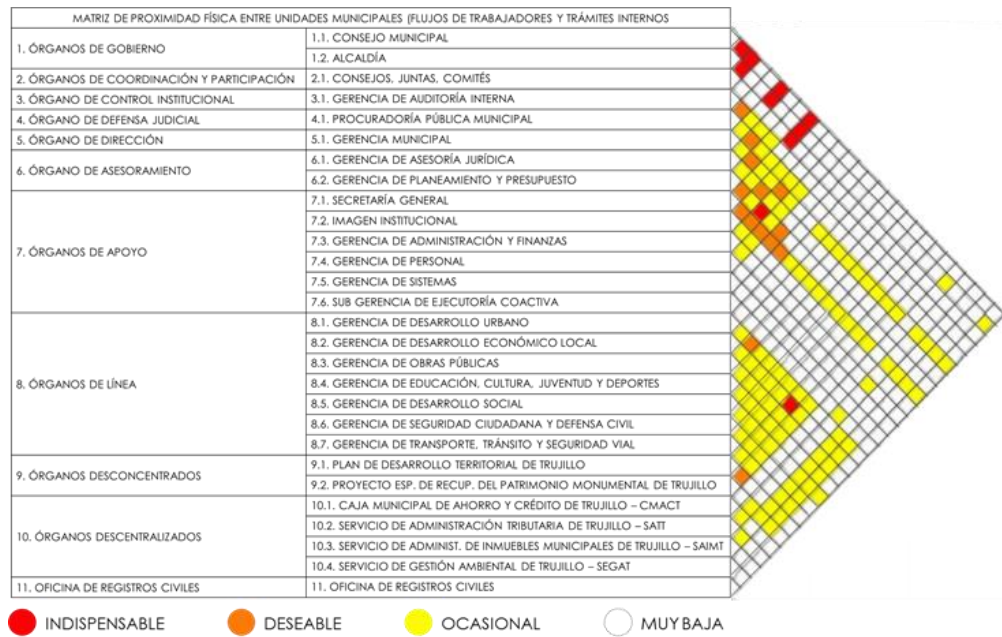 MATRIZ DE PROXIMIDAD FÍSICA ENTRE UNIDADES MUNICIPALES (FLUJOS DE TRABAJADORES Y TRÁMITES INTERNOS
1. ÓRGANOS DE GOBIERNO
1.1. CONSEJO MUNICIPAL
1.2. ALCALDÍA
2. ÓRGANOS DE COORDINACIÓN Y PARTICIPACIÓN
2.1. CONSEJOS, JUNTAS, COMITÉS
3. ÓRGANO DE CONTROL INSTITUCIONAL
3.1. GERENCIA DE AUDITORÍA INTERNA
4. ÓRGANO DE DEFENSA JUDICIAL
4.1. PROCURADORÍA PÚBLICA MUNICIPAL
5. ÓRGANO DE DIRECCIÓN
5.1. GERENCIA MUNICIPAL
6. ÓRGANO DE ASESORAMIENTO
6.1. GERENCIA DE ASESORÍA JURÍDICA
6.2. GERENCIA DE PLANEAMIENTO Y PRESUPUESTO
7. ÓRGANOS DE APOYO
7.1. SECRETARÍA GENERAL
7.2. IMAGEN INSTITUCIONAL
7.3. GERENCIA DE ADMINISTRACIÓN Y FINANZAS
7.4. GERENCIA DE PERSONAL
7.5. GERENCIA DE SISTEMAS
7.6. SUB GERENCIA DE EJECUTORÍA COACTIVA
8. ÓRGANOS DE LÍNEA
8.1. GERENCIA DE DESARROLLO URBANO
8.2. GERENCIA DE DESARROLLO ECONÓMICO LOCAL
8.3. GERENCIA DE OBRAS PÚBLICAS
8.4. GERENCIA DE EDUCACIÓN, CULTURA, JUVENTUD Y DEPORTES
8.5. GERENCIA DE DESARROLLO SOCIAL
8.6. GERENCIA DE SEGURIDAD CIUDADANA Y DEFENSA CIVIL
8.7. GERENCIA DE TRANSPORTE, TRÁNSITO Y SEGURIDAD VIAL
9. ÓRGANOS DESCONCENTRADOS
9.1. PLAN DE DESARROLLO TERRITORIAL DE TRUJILLO
9.2. PROYECTO ESP. DE RECUP. DEL PATRIMONIO MONUMENTAL DE TRUJILLO
10. ÓRGANOS DESCENTRALIZADOS
10.1. CAJA MUNICIPAL DE AHORRO Y CRÉDITO DE TRUJILLO – CMACT
10.2. SERVICIO DE ADMINISTRACIÓN TRIBUTARIA DE TRUJILLO – SATT
10.3. SERVICIO DE ADMINIST. DE INMUEBLES MUNICIPALES DE TRUJILLO – SAIMT
10.4. SERVICIO DE GESTIÓN AMBIENTAL DE TRUJILLO – SEGAT
11. OFICINA DE REGISTROS CIVILES
11. OFICINA DE REGISTROS CIVILES
INDISPENSABLE
DESEABLE
OCASIONAL
MUY BAJA